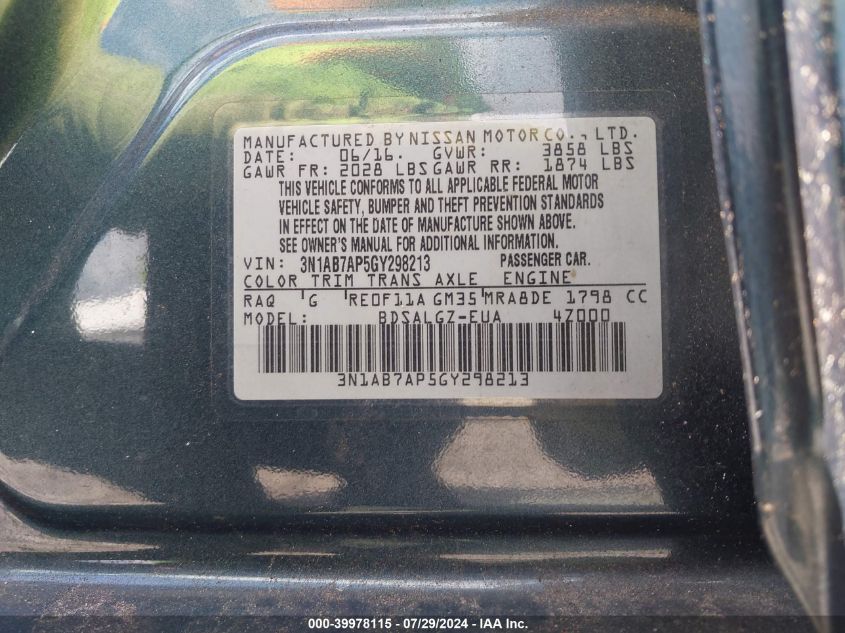 MANUFACTURED BY NISSAN MOTOR CO., LTD.
DATE: 06/16. GVWR: 3858 LBS
GAWR FR: 2028 LBS GAWR RR: 1874 LBS
THIS VEHICLE CONFORMS TO ALL APPLICABLE FEDERAL MOTOR
VEHICLE SAFETY, BUMPER AND THEFT PREVENTION STANDARDS
IN EFFECT ON THE DATE OF MANUFACTURE SHOWN ABOVE.
SEE OWNER'S MANUAL FOR ADDITIONAL INFORMATION.
VIN: 3N1AB7AP5GY298213 PASSENGER CAR.
COLOR TRIM TRANS AXLE ENGINE
RAQ G RE0F11A GM35 MRA8DE 1798 CC
MODEL: BDSALGZ-EUA 4Z000
3N1AB7AP5GY298213
000-39978115 - 07/29/2024 - IAA Inc.